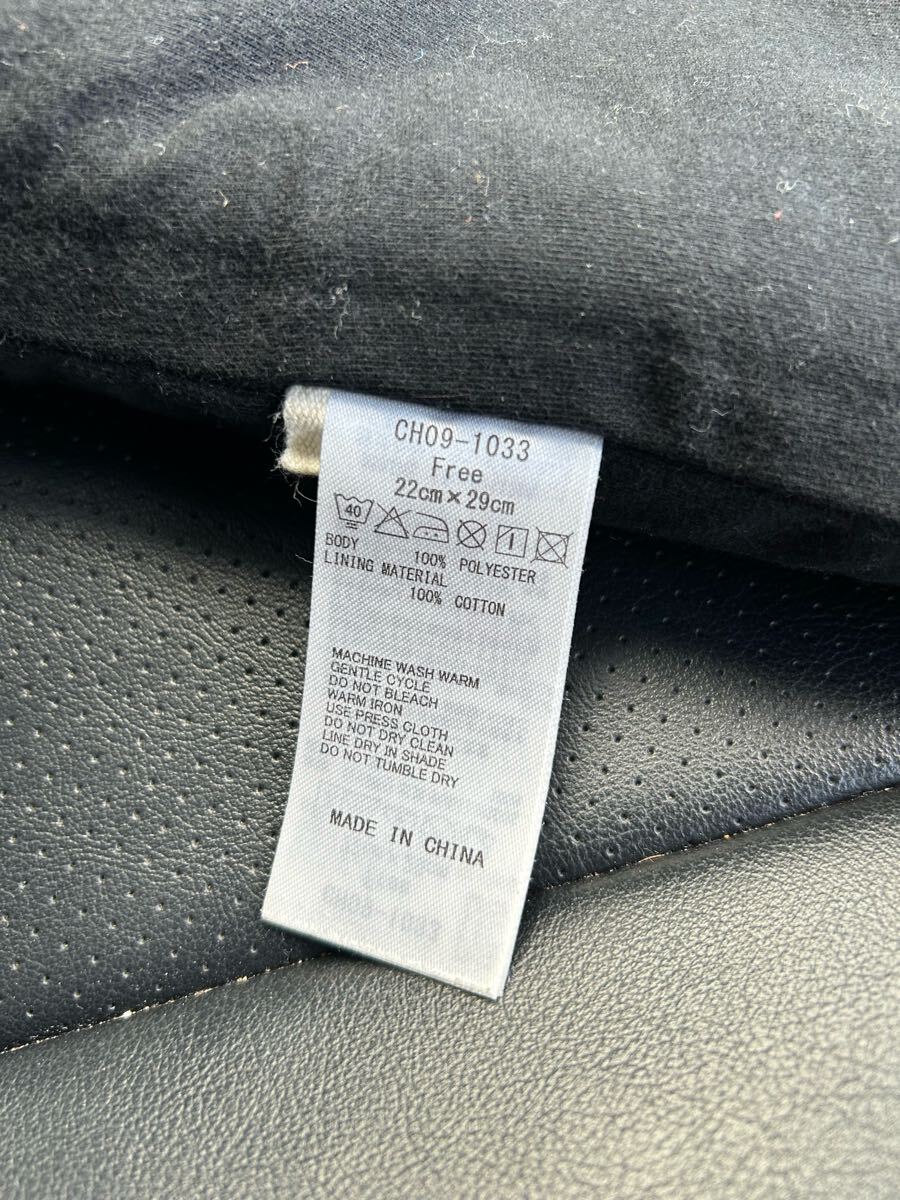 CH09-1033
Free
22cm×29cm
40
BODY 100% POLYESTER
LINING MATERIAL
100% COTTON
MACHINE WASH WARM
GENTLE CYCLE
DO NOT BLEACH
WARM IRON
USE PRESS CLOTH
DO NOT DRY CLEAN
LINE DRY IN SHADE
DO NOT TUMBLE DRY
MADE IN CHINA